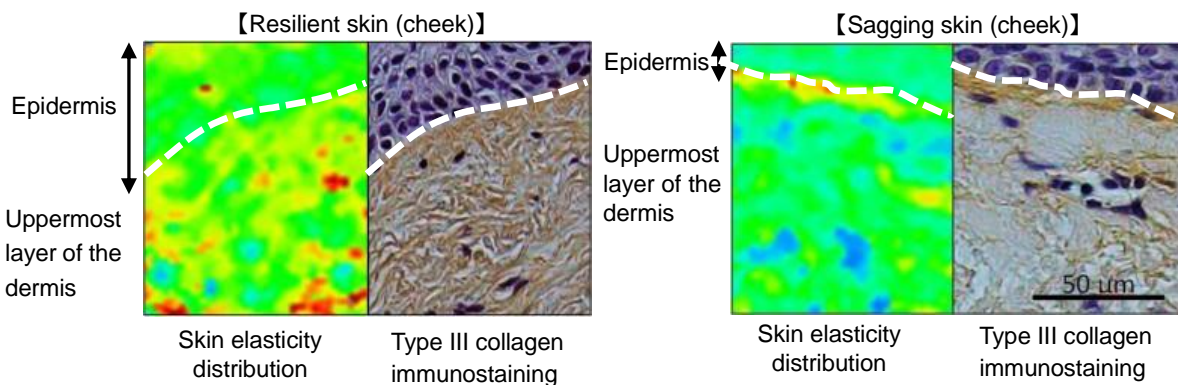 【Resilient skin (cheek)】
Epidermis
Uppermost
layer of the
dermis
Skin elasticity
distribution
Type III collagen
immunostaining
【Sagging skin (cheek)】
Epidermis
Uppermost
layer of the
dermis
50 μm
Skin elasticity
distribution
Type III collagen
immunostaining